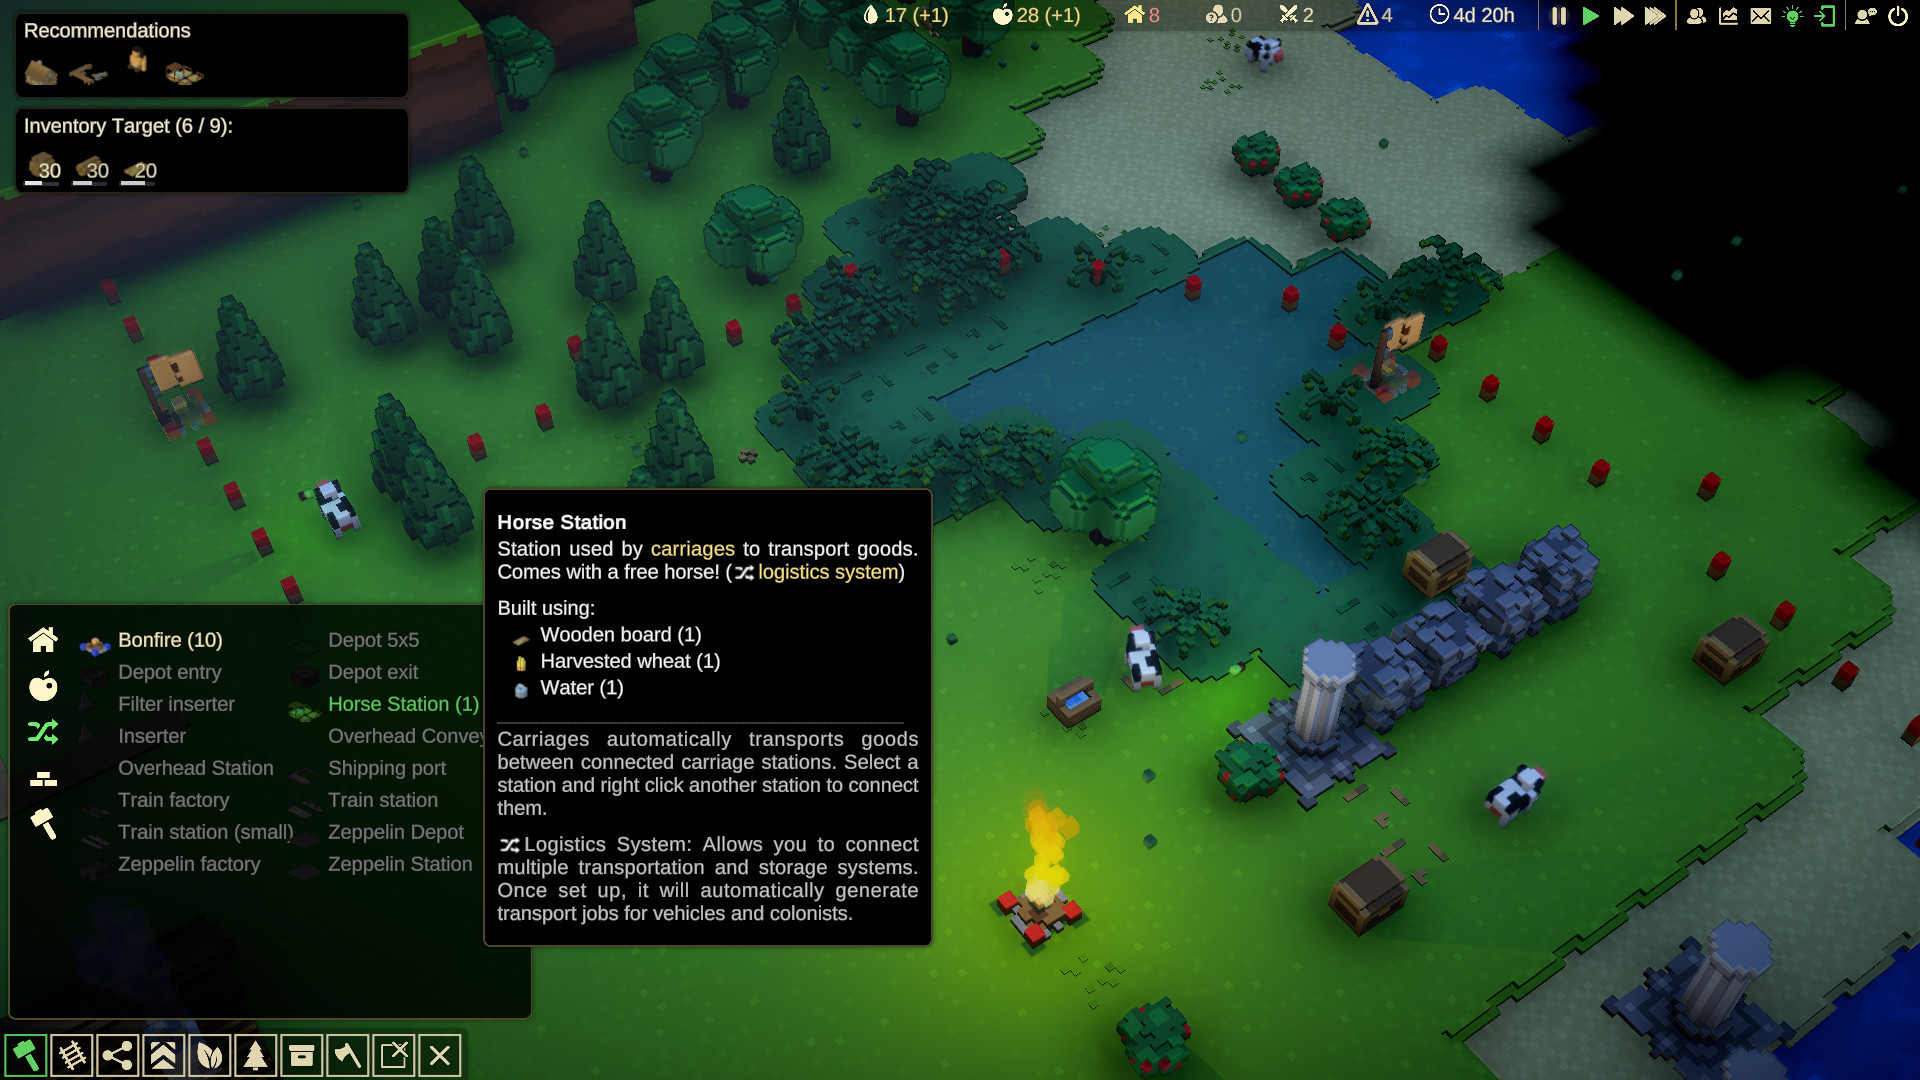 Recommendations
Inventory Target (6 / 9):
30 30 20
17 (+1) 28 (+1) 8 0 2 4 4d 20h
Bonfire (10) Depot 5x5
Depot entry Depot exit
Filter inserter Horse Station (1)
Inserter Overhead Convey
Overhead Station Shipping port
Train factory Train station
Train station (small) Zeppelin Depot
Zeppelin factory Zeppelin Station
Horse Station
Station used by carriages to transport goods.
Comes with a free horse! (logistics system)
Built using:
Wooden board (1)
Harvested wheat (1)
Water (1)
Carriages automatically transports goods
between connected carriage stations. Select a
station and right click another station to connect
them.
Logistics System: Allows you to connect
multiple transportation and storage systems.
Once set up, it will automatically generate
transport jobs for vehicles and colonists.